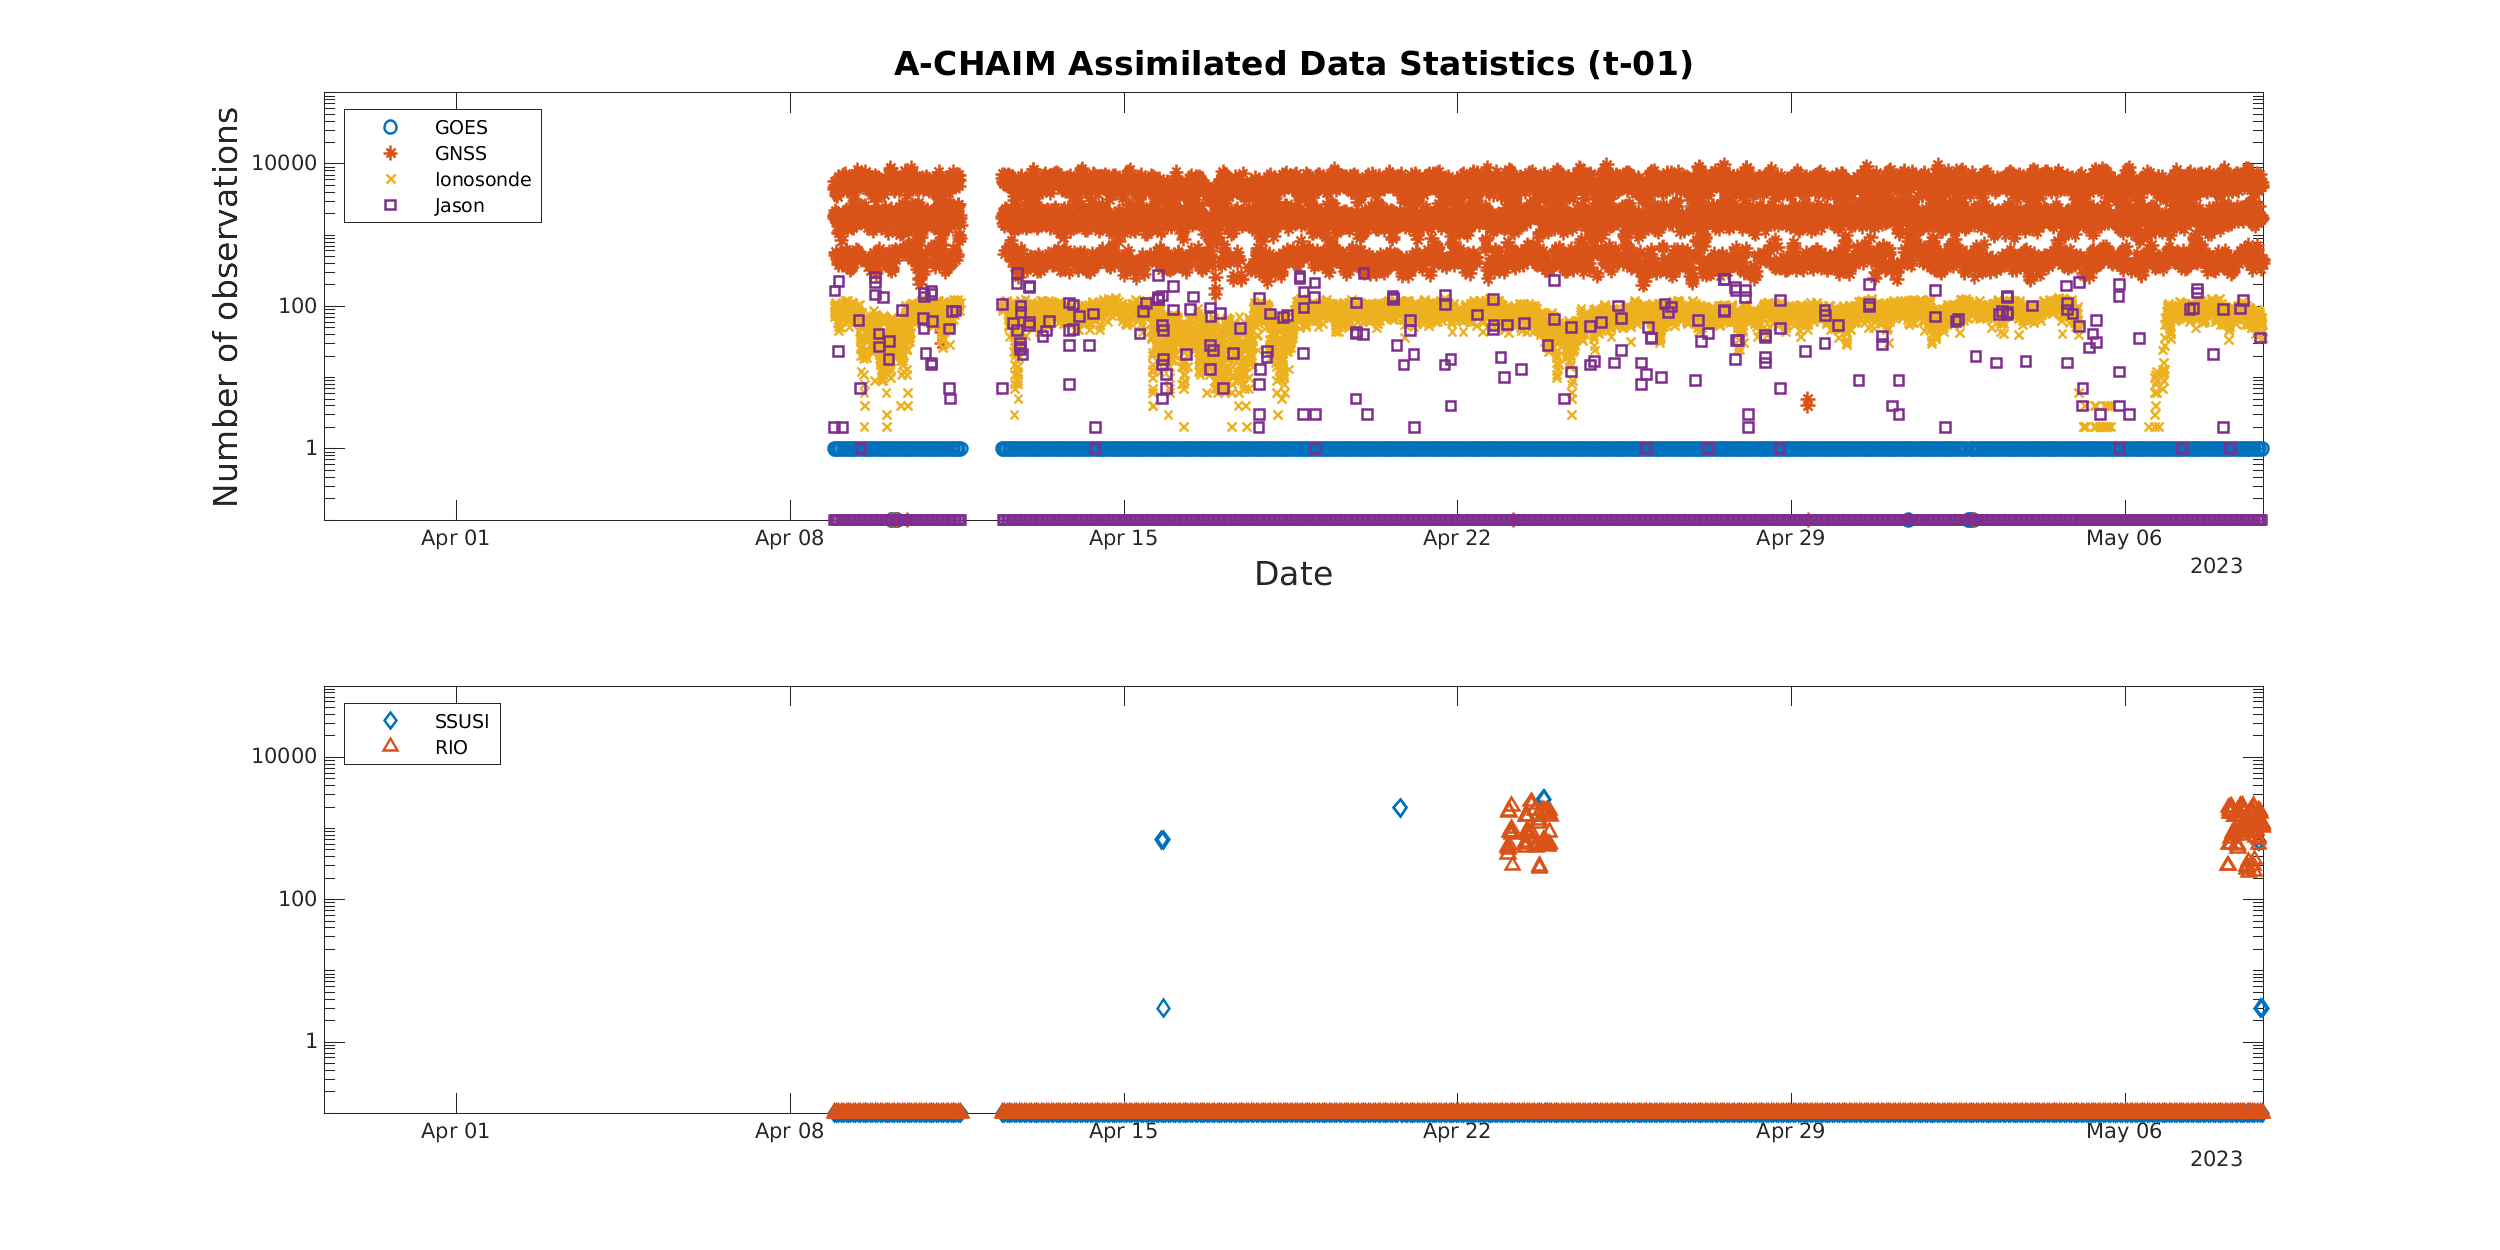 A-CHAIM Assimilated Data Statistics (t-01)
Number of observations
10000
100
1
GOES
GNSS
Ionosonde
Jason
Apr 01 Apr 08 Apr 15 Apr 22 Apr 29 May 06
2023
Date
10000
100
1
SSUSI
RIO
Apr 01 Apr 08 Apr 15 Apr 22 Apr 29 May 06
2023